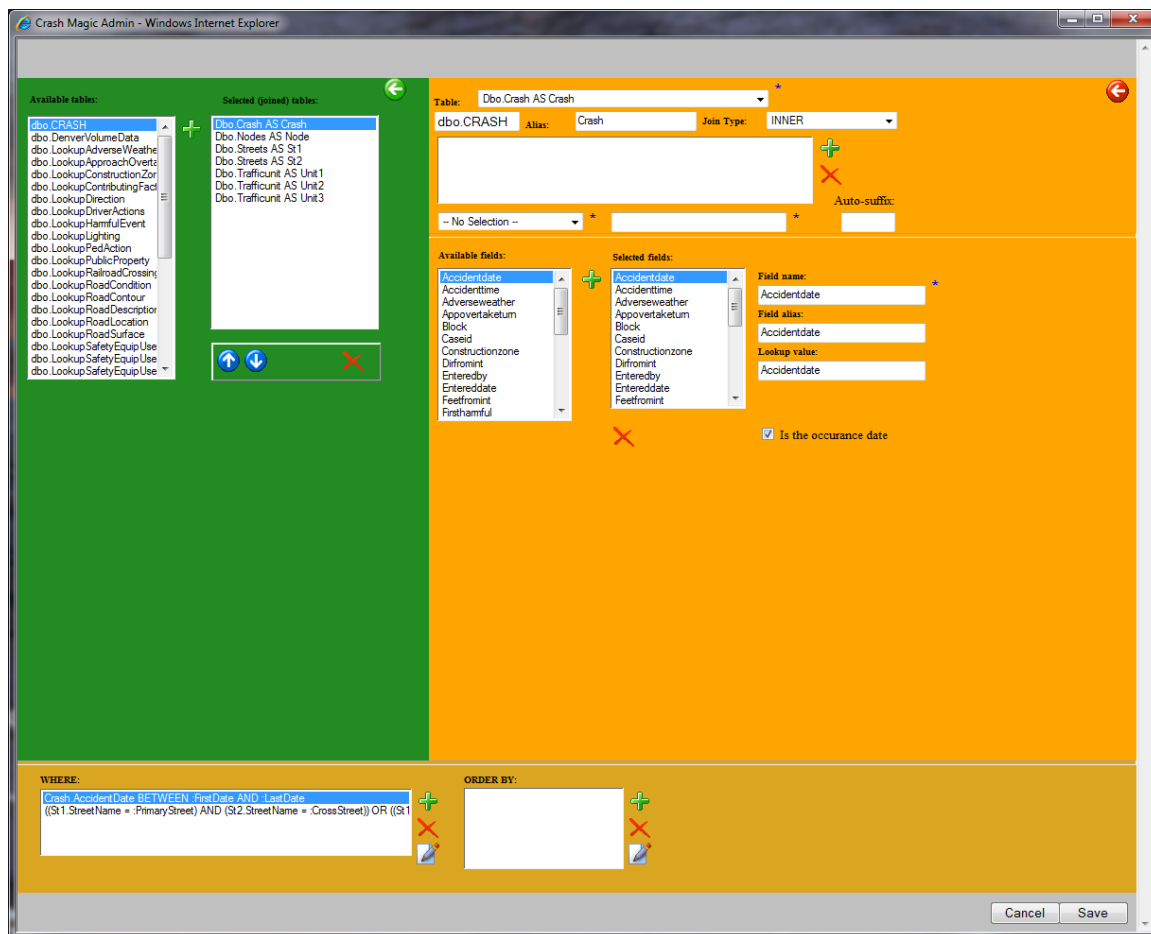 Crash Magic Admin - Windows Internet Explorer
Available tables:
Selected (joined) tables:
dbo.CRASH
dbo.DenverVolumeData
dbo.LookupAdverseWeathe
dbo.LookupApproachOverta
dbo.LookupConstructionZor
dbo.LookupContributingFact
dbo.LookupDirection
dbo.LookupDriverActions
dbo.LookupHarmfulEvent
dbo.LookupLighting
dbo.LookupPedAction
dbo.LookupPublicProperty
dbo.LookupRailroadCrossing
dbo.LookupRoadCondition
dbo.LookupRoadContour
dbo.LookupRoadDescription
dbo.LookupRoadLocation
dbo.LookupRoadSurface
dbo.LookupSafetyEquipUse
dbo.LookupSafetyEquipUse
dbo.LookupSafetyEquipUse
Dbo.Crash AS Crash
Dbo.Nodes AS Node
Dbo.Streets AS St1
Dbo.Streets AS St2
Dbo.Trafficunit AS Unit1
Dbo.Trafficunit AS Unit2
Dbo.Trafficunit AS Unit3
Table: Dbo.Crash AS Crash *
dbo.CRASH Alias: Crash Join Type: INNER
Auto-suffix:
-- No Selection -- * *
Available fields:
Accidentdate
Accidenttime
Adverseweather
Appovertaketurn
Block
Caseid
Constructionzone
Difromint
Enteredby
Entereddate
Feetfromint
Firstharmful
Selected fields:
Accidentdate
Accidenttime
Adverseweather
Appovertaketurn
Block
Caseid
Constructionzone
Difromint
Enteredby
Entereddate
Feetfromint
Field name:
Accidentdate *
Field alias:
Accidentdate
Lookup value:
Accidentdate
Is the occurance date
WHERE:
Crash.AccidentDate BETWEEN :FirstDate AND :LastDate
((St1.StreetName = :PrimaryStreet) AND (St2.StreetName = :CrossStreet)) OR ((St1
ORDER BY:
Cancel Save